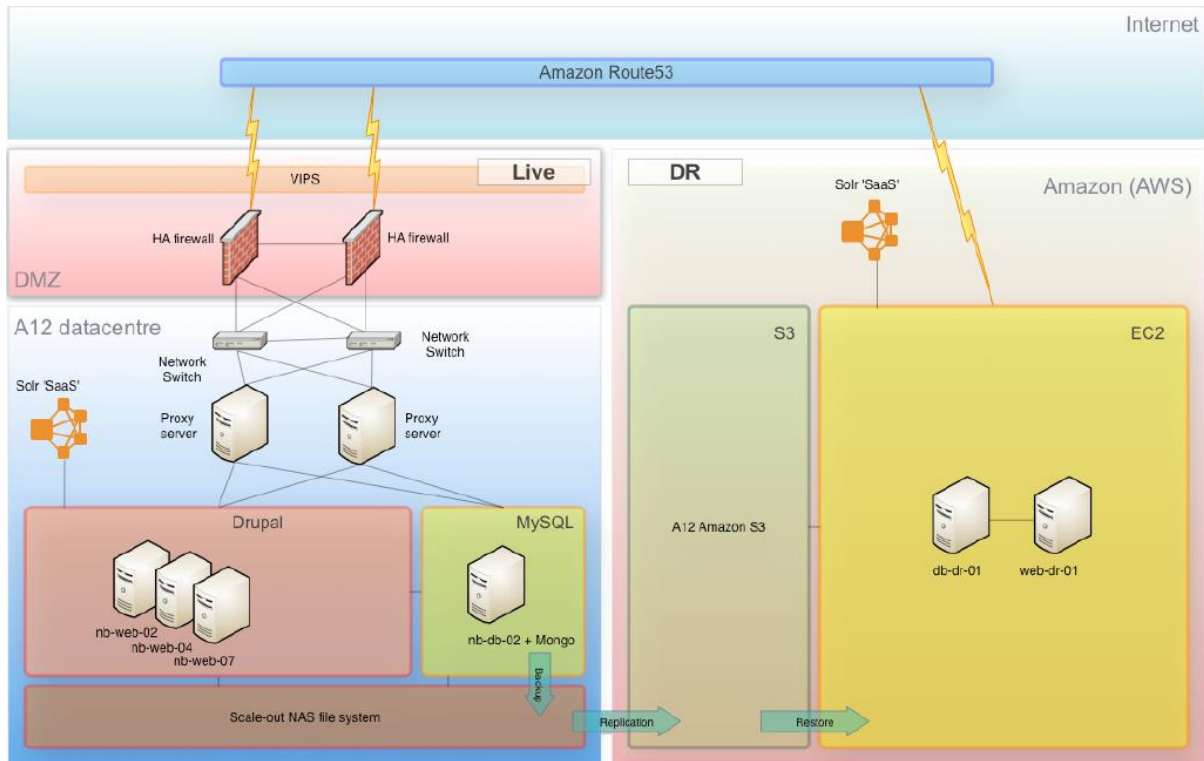 Internet
Amazon Route53
Live
VIPS
HA firewall
HA firewall
DMZ
DR
Amazon (AWS)
Solr 'SaaS'
A12 datacentre
Network
Switch
Network
Switch
Solr 'SaaS'
Proxy
server
Proxy
server
Drupal
nb-web-02
nb-web-04
nb-web-07
MySQL
nb-db-02 + Mongo
Backup
Scale-out NAS file system
Replication
S3
A12 Amazon S3
Restore
EC2
db-dr-01
web-dr-01